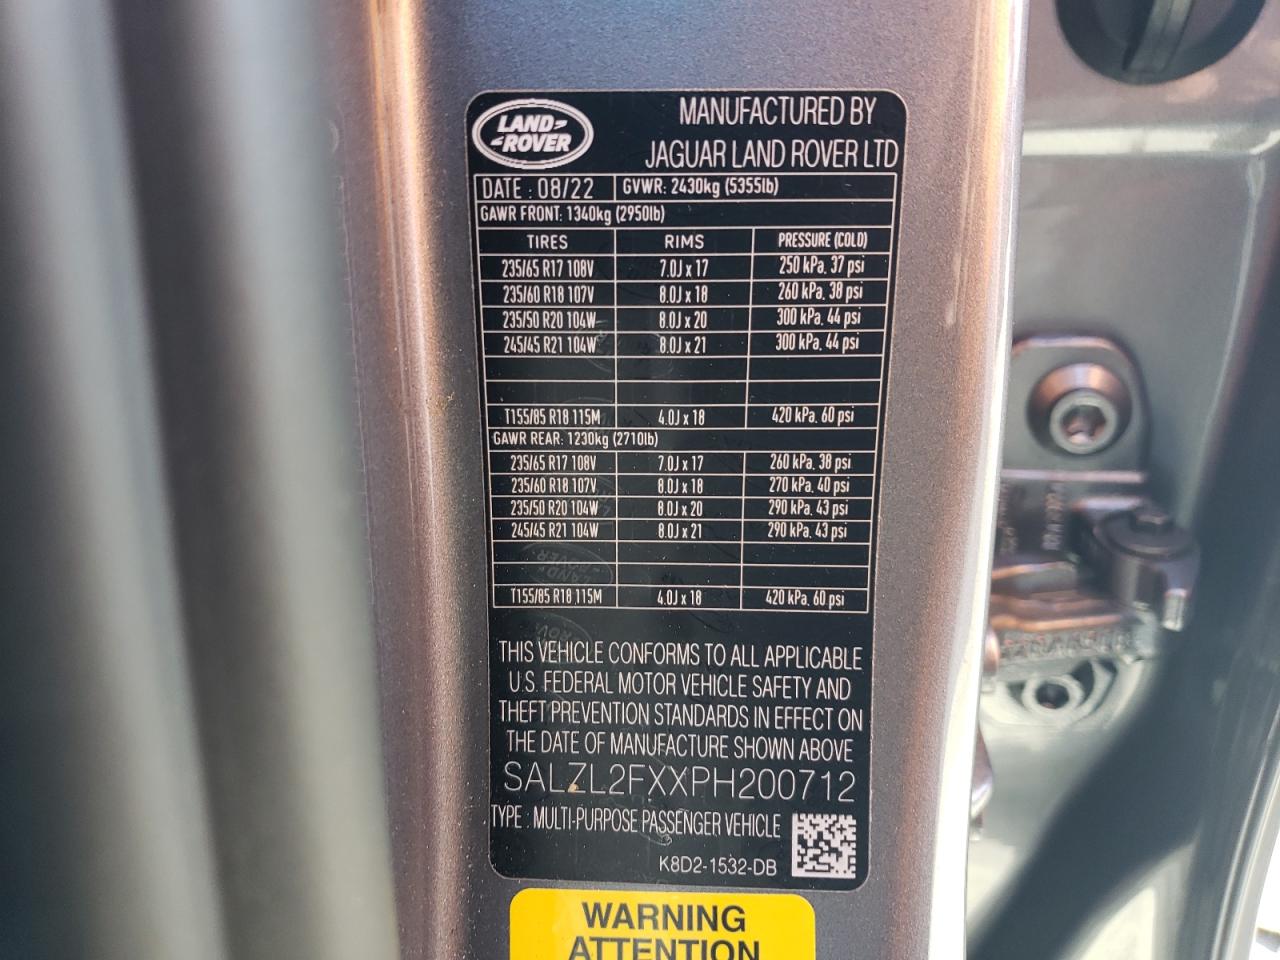 LAND ROVER
MANUFACTURED BY
JAGUAR LAND ROVER LTD
DATE : 08/22 GVWR: 2430kg (5355lb)
GAWR FRONT: 1340kg (2950lb)
TIRES RIMS PRESSURE (COLD)
235/65 R17 108V 7.0J x 17 250 kPa, 37 psi
235/60 R18 107V 8.0J x 18 260 kPa, 38 psi
235/50 R20 104W 8.0J x 20 300 kPa, 44 psi
245/45 R21 104W 8.0J x 21 300 kPa, 44 psi
T155/85 R18 115M 4.0J x 18 420 kPa, 60 psi
GAWR REAR: 1230kg (2710lb)
235/65 R17 108V 7.0J x 17 260 kPa, 38 psi
235/60 R18 107V 8.0J x 18 270 kPa, 40 psi
235/50 R20 104W 8.0J x 20 290 kPa, 43 psi
245/45 R21 104W 8.0J x 21 290 kPa, 43 psi
T155/85 R18 115M 4.0J x 18 420 kPa, 60 psi
THIS VEHICLE CONFORMS TO ALL APPLICABLE
U.S. FEDERAL MOTOR VEHICLE SAFETY AND
THEFT PREVENTION STANDARDS IN EFFECT ON
THE DATE OF MANUFACTURE SHOWN ABOVE
SALZL2FXXPH200712
TYPE : MULTI-PURPOSE PASSENGER VEHICLE
K8D2-1532-DB
WARNING
ATTENTION